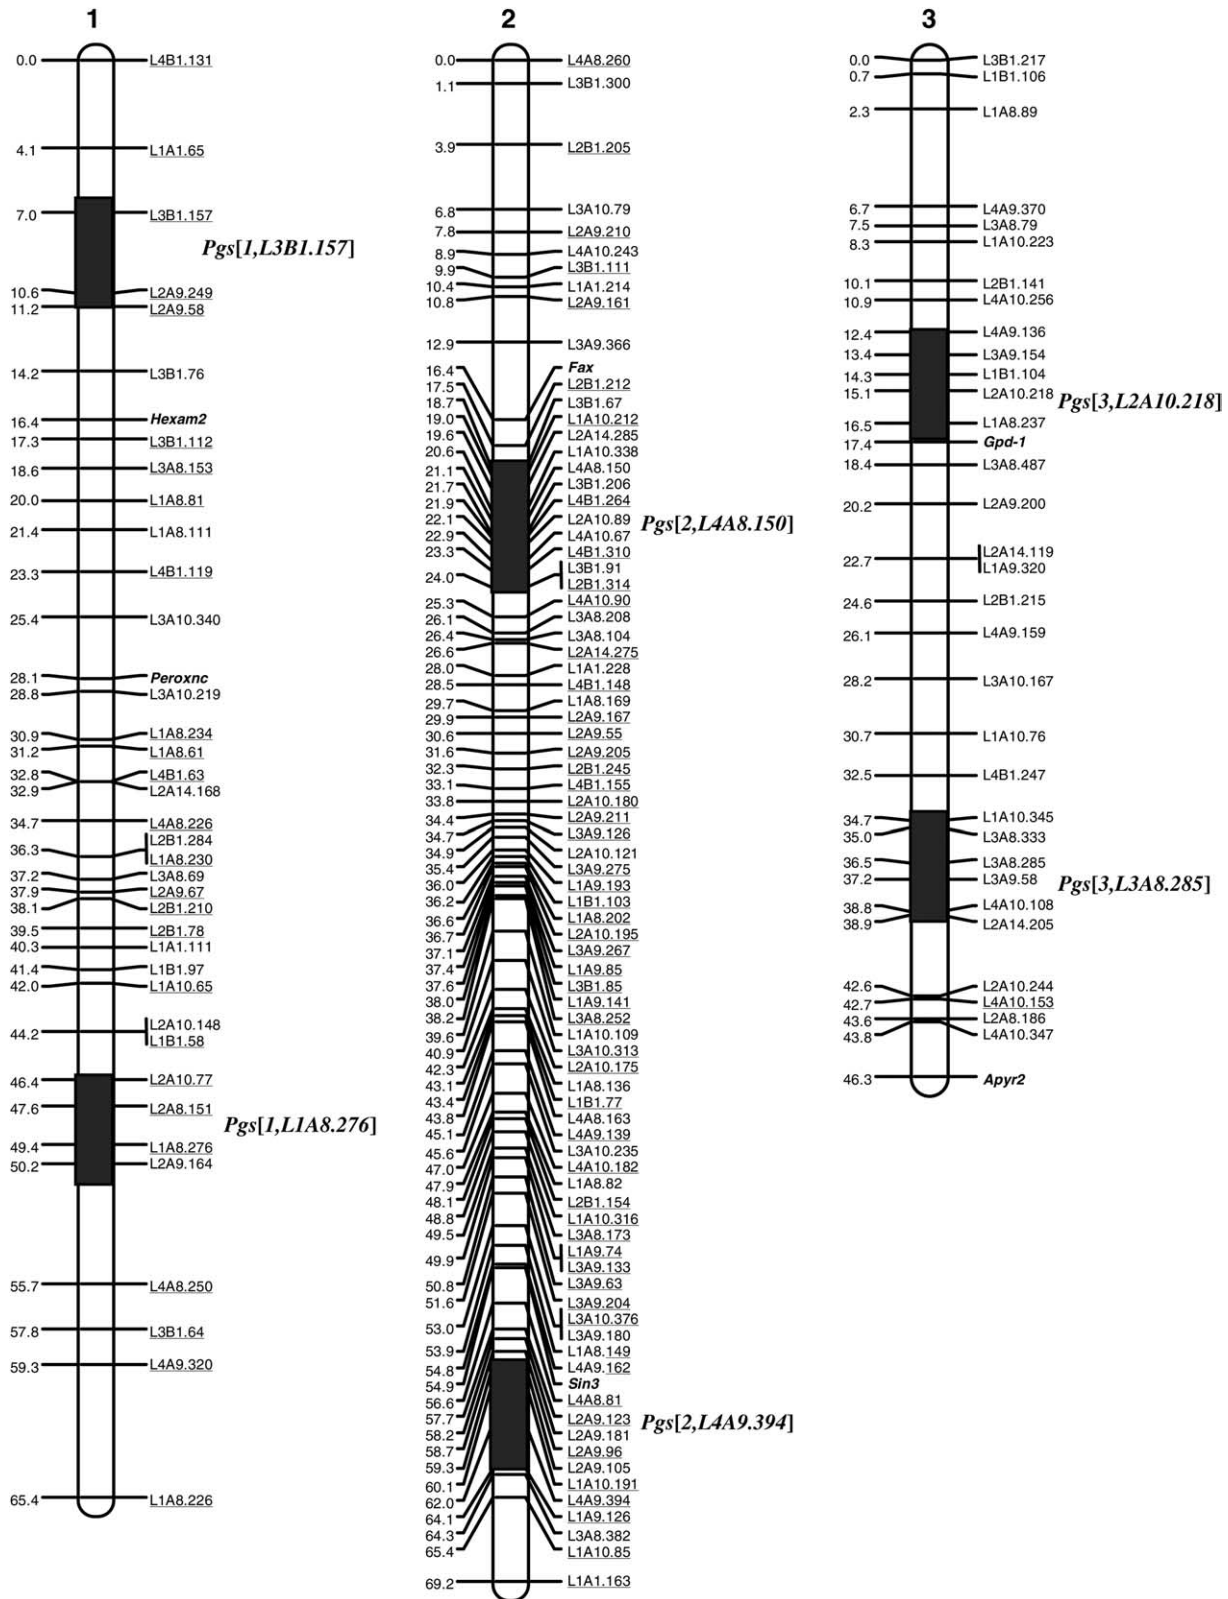 1
0.0 L4B1.131
4.1 L1A1.65
7.0 L3B1.157
Pgs[1,L3B1.157]
10.6 L2A9.249
11.2 L2A9.58
14.2 L3B1.76
16.4 Hexam2
17.3 L3B1.112
18.6 L3A8.153
20.0 L1A8.81
21.4 L1A8.111
23.3 L4B1.119
25.4 L3A10.340
28.1 Peroxnc
28.8 L3A10.219
30.9 L1A8.234
31.2 L1A8.61
32.8 L4B1.63
32.9 L2A14.168
34.7 L4A8.226
L2B1.284
36.3 L1A8.230
37.2 L3A8.69
37.9 L2A9.67
38.1 L2B1.210
39.5 L2B1.78
40.3 L1A1.111
41.4 L1B1.97
42.0 L1A10.65
L2A10.148
44.2 L1B1.58
46.4 L2A10.77
47.6 L2A8.151
Pgs[1,L1A8.276]
49.4 L1A8.276
50.2 L2A9.164
55.7 L4A8.250
57.8 L3B1.64
59.3 L4A9.320
65.4 L1A8.226
2
0.0 L4A8.260
1.1 L3B1.300
3.9 L2B1.205
6.8 L3A10.79
7.8 L2A9.210
8.9 L4A10.243
9.9 L3B1.111
10.4 L1A1.214
10.8 L2A9.161
12.9 L3A9.366
16.4 Fax
17.5 L2B1.212
18.7 L3B1.67
19.0 L1A10.212
19.6 L2A14.285
20.6 L1A10.338
21.1 L4A8.150
21.7 L3B1.206
21.9 L4B1.264
22.1 L2A10.89
Pgs[2,L4A8.150]
22.9 L4A10.67
23.3 L4B1.310
L3B1.91
24.0 L2B1.314
25.3 L4A10.90
26.1 L3A8.208
26.4 L3A8.104
26.6 L2A14.275
28.0 L1A1.228
28.5 L4B1.148
29.7 L1A8.169
29.9 L2A9.167
30.6 L2A9.55
31.6 L2A9.205
32.3 L2B1.245
33.1 L4B1.155
33.8 L2A10.180
34.4 L2A9.211
34.7 L3A9.126
34.9 L2A10.121
35.4 L3A9.275
36.0 L1A9.193
36.2 L1B1.103
36.6 L1A8.202
36.7 L2A10.195
37.1 L3A9.267
37.4 L1A9.85
37.6 L3B1.85
38.0 L1A9.141
38.2 L3A8.252
39.6 L1A10.109
40.9 L3A10.313
42.3 L2A10.175
43.1 L1A8.136
43.4 L1B1.77
43.8 L4A8.163
45.1 L4A9.139
45.6 L3A10.235
47.0 L4A10.182
47.9 L1A8.82
48.1 L2B1.154
48.8 L1A10.316
49.5 L3A8.173
L1A9.74
49.9 L3A9.133
50.8 L3A9.63
51.6 L3A9.204
L3A10.376
53.0 L3A9.180
53.9 L1A8.149
54.8 L4A9.162
54.9 Sin3
56.6 L4A8.81
57.7 L2A9.123
Pgs[2,L4A9.394]
58.2 L2A9.181
58.7 L2A9.96
59.3 L2A9.105
60.1 L1A10.191
62.0 L4A9.394
64.1 L1A9.126
64.3 L3A8.382
65.4 L1A10.85
69.2 L1A1.163
3
0.0 L3B1.217
0.7 L1B1.106
2.3 L1A8.89
6.7 L4A9.370
7.5 L3A8.79
8.3 L1A10.223
10.1 L2B1.141
10.9 L4A10.256
12.4 L4A9.136
13.4 L3A9.154
14.3 L1B1.104
15.1 L2A10.218
Pgs[3,L2A10.218]
16.5 L1A8.237
17.4 Gpd-1
18.4 L3A8.487
20.2 L2A9.200
L2A14.119
22.7 L1A9.320
24.6 L2B1.215
26.1 L4A9.159
28.2 L3A10.167
30.7 L1A10.76
32.5 L4B1.247
34.7 L1A10.345
35.0 L3A8.333
36.5 L3A8.285
37.2 L3A9.58
Pgs[3,L3A8.285]
38.8 L4A10.108
38.9 L2A14.205
42.6 L2A10.244
42.7 L4A10.153
43.6 L2A8.186
43.8 L4A10.347
46.3 Apyr2